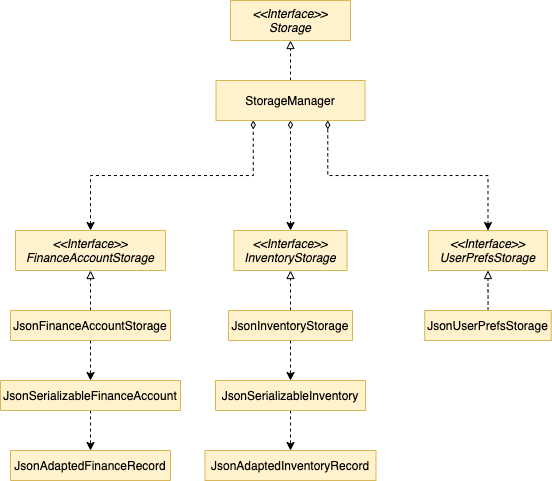 <<Interface>>
Storage
StorageManager
<<Interface>>
FinanceAccountStorage
<<Interface>>
InventoryStorage
<<Interface>>
UserPrefsStorage
JsonFinanceAccountStorage
JsonInventoryStorage
JsonUserPrefsStorage
JsonSerializableFinanceAccount
JsonSerializableInventory
JsonAdaptedFinanceRecord
JsonAdaptedInventoryRecord